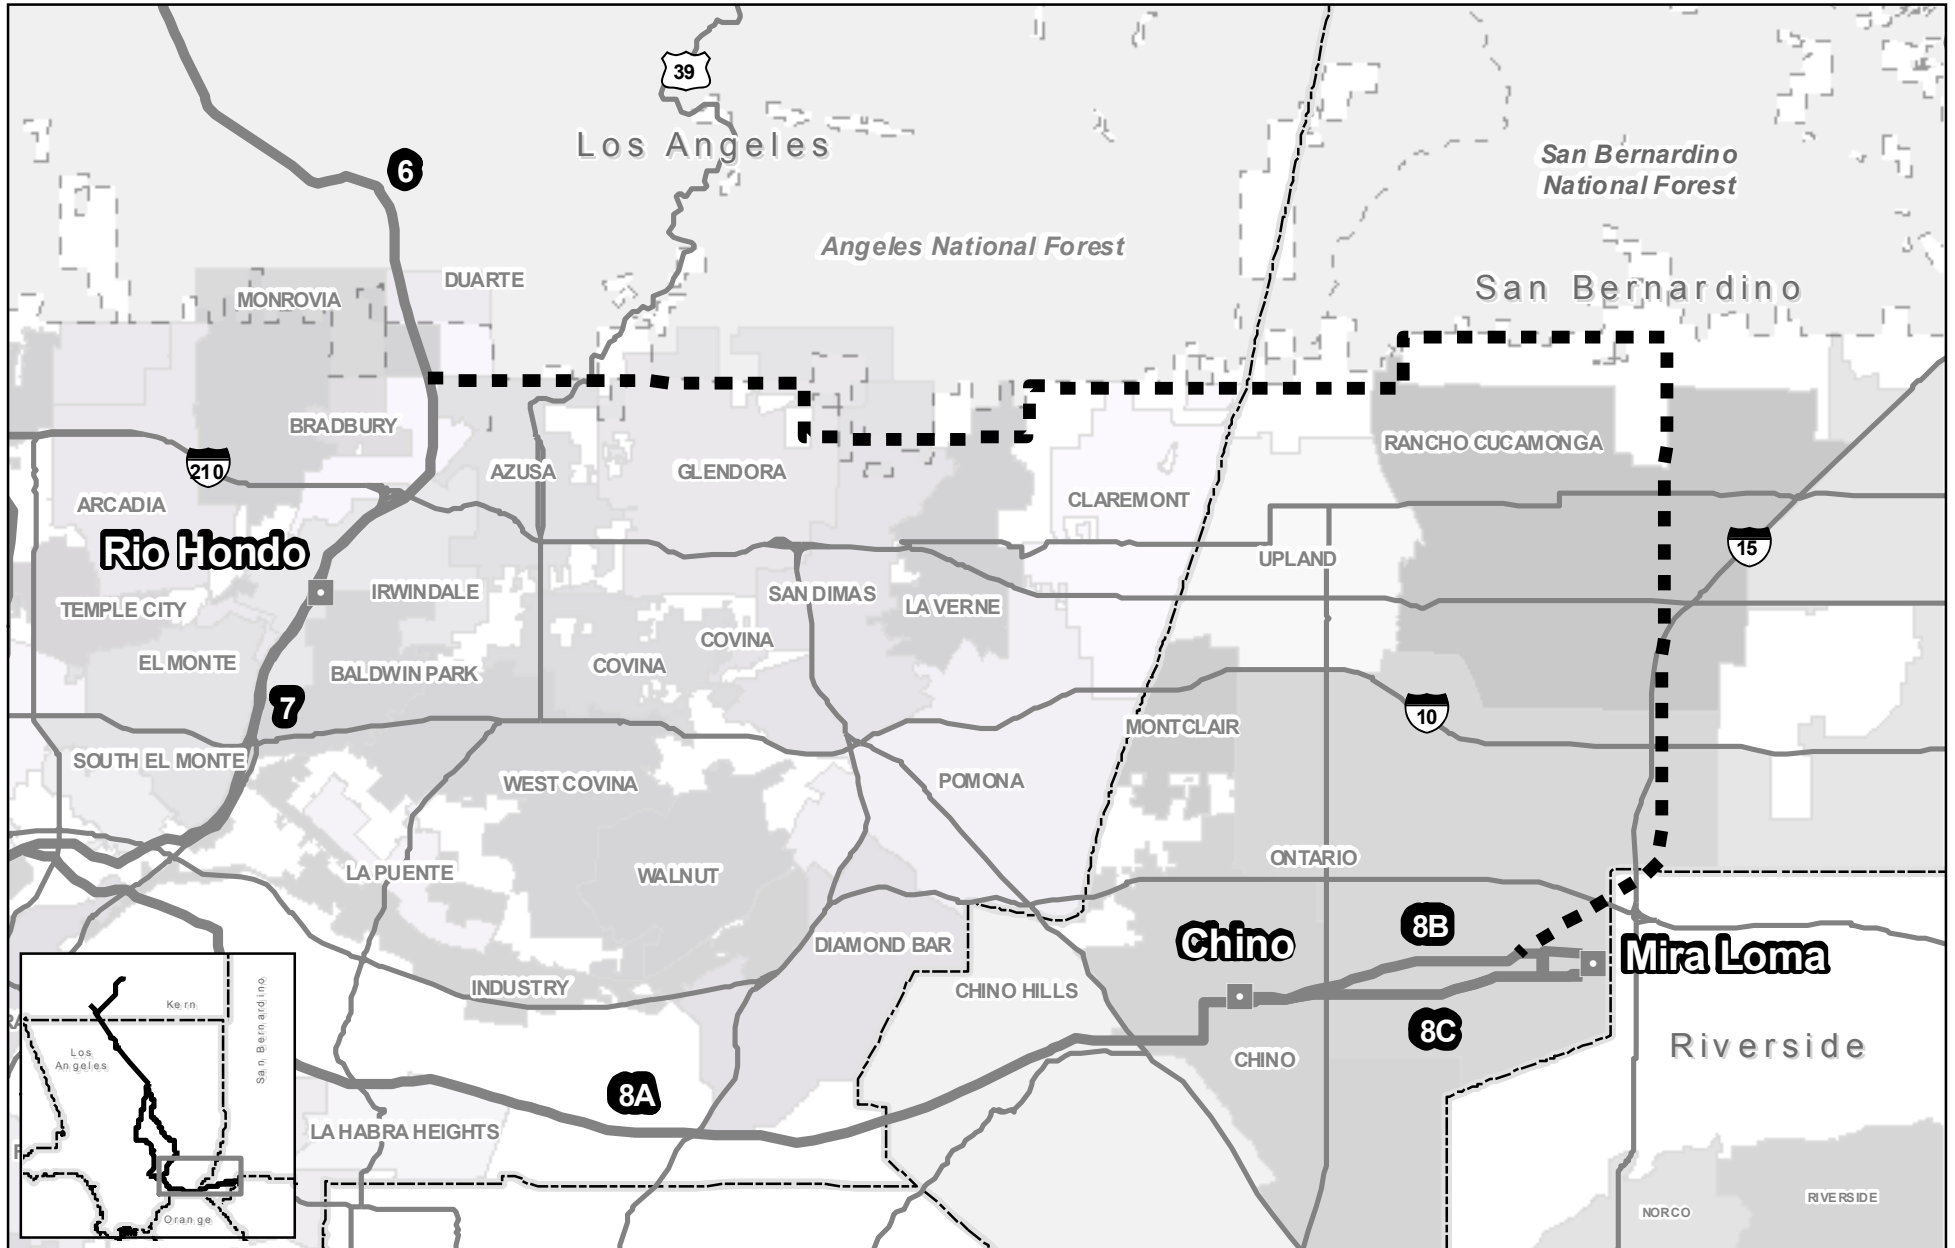 39
Los Angeles
6
San Bernardino
National Forest
Angeles National Forest
DUARTE
San Bernardino
MONROVIA
BRADBURY
RANCHO CUCAMONGA
210
AZUSA
GLENDORA
CLAREMONT
ARCADIA
Rio Hondo
15
UPLAND
IRWINDALE
SAN DIMAS
LA VERNE
TEMPLE CITY
COVINA
EL MONTE
COVINA
BALDWIN PARK
7
10
MONTCLAIR
SOUTH EL MONTE
WEST COVINA
POMONA
ONTARIO
LA PUENTE
WALNUT
8B
DIAMOND BAR
Chino
Mira Loma
INDUSTRY
CHINO HILLS
8C
Riverside
CHINO
8A
LA HABRA HEIGHTS
RIVERSIDE
NORCO
Kern
San Bernardino
Los
Angeles
Orange